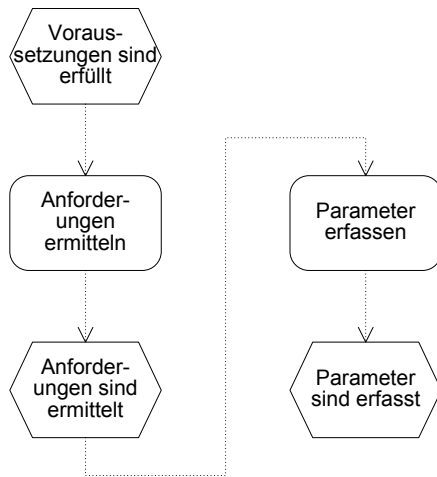 Voraus-
setzungen sind
erfüllt
Anforder-
ungen
ermitteln
Anforder-
ungen sind
ermittelt
Parameter
erfassen
Parameter
sind erfasst